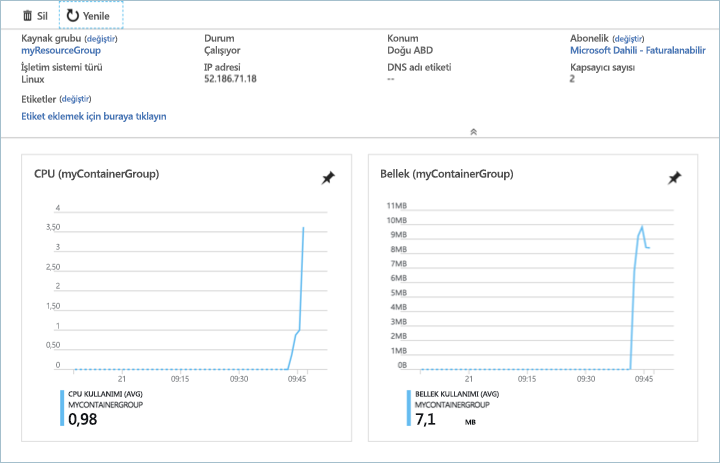 Sil Yenile
Kaynak grubu (değiştir) Durum Konum Abonelik (değiştir)
myResourceGroup Çalışıyor Doğu ABD Microsoft Dahili - Faturalanabilir
İşletim sistemi türü IP adresi DNS adı etiketi Kapsayıcı sayısı
Linux 52.186.71.18 -- 2
Etiketler (değiştir)
Etiket eklemek için buraya tıklayın
CPU (myContainerGroup)
4
3,50
3
2,50
2
1,50
1
0,50
0
21 09:15 09:30 09:45
CPU KULLANIMI (AVG)
MYCONTAINERGROUP
0,98
Bellek (myContainerGroup)
11MB
10MB
9MB
8MB
7MB
6MB
5MB
4MB
3MB
2MB
1MB
0B
21 09:15 09:30 09:45
BELLEK KULLANIMI (AVG)
MYCONTAINERGROUP
7,1 MB